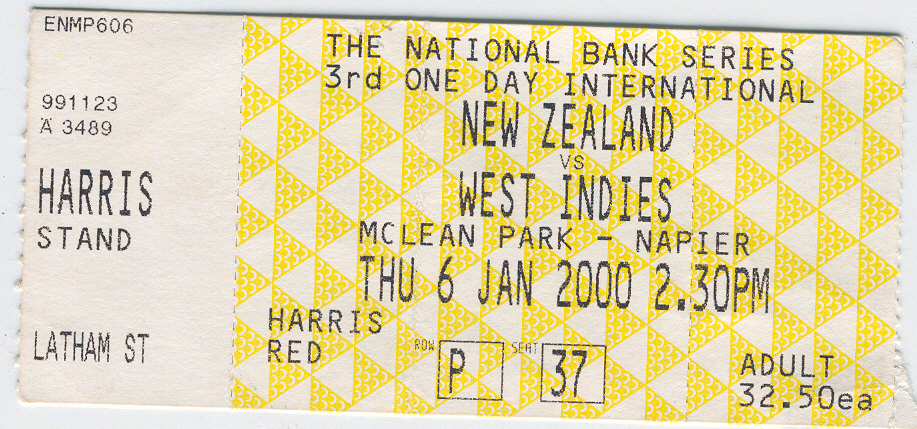 ENMP606
991123
A 3489
HARRIS
STAND
LATHAM ST
THE NATIONAL BANK SERIES
3rd ONE DAY INTERNATIONAL
NEW ZEALAND
VS
WEST INDIES
MCLEAN PARK - NAPIER
THU 6 JAN 2000 2.30PM
HARRIS
RED
ROW P SEAT 37
ADULT
32.50ea